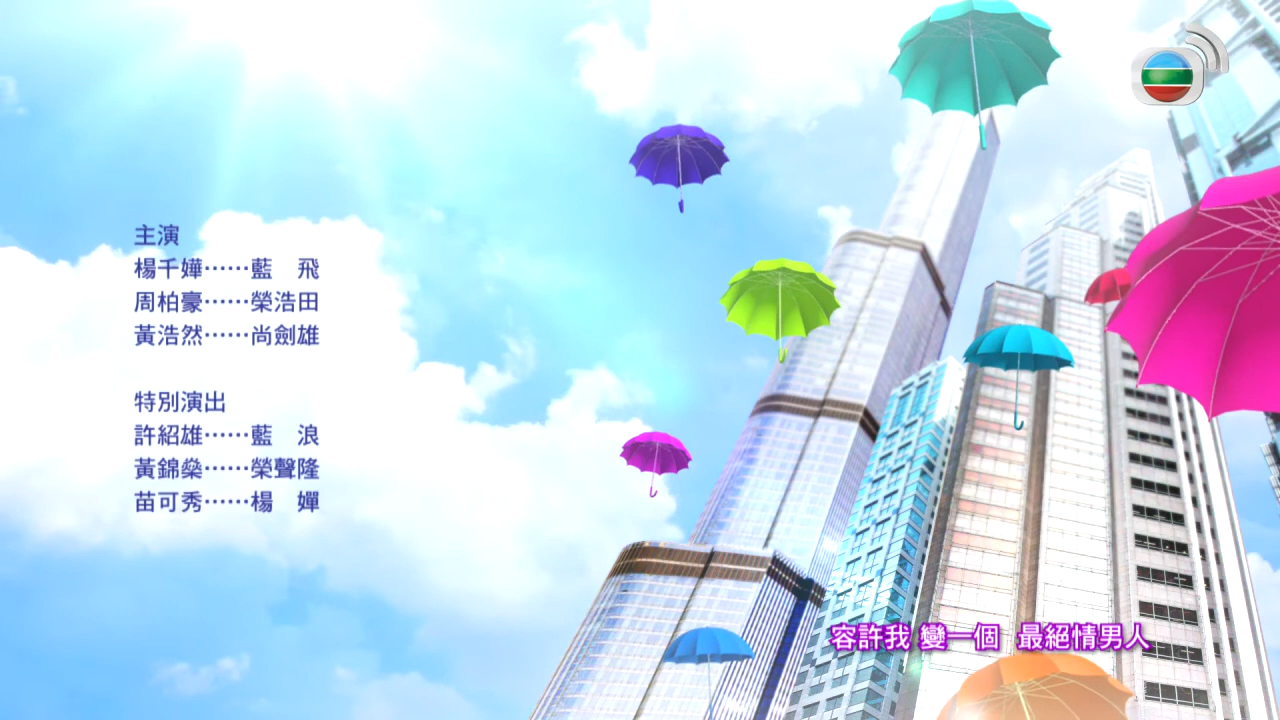 主演
楊千嬅⋯⋯藍　飛
周柏豪⋯⋯榮浩田
黃浩然⋯⋯尚劍雄
特別演出
許紹雄⋯⋯藍　浪
黃錦燊⋯⋯榮聲隆
苗可秀⋯⋯楊　嬋
容許我 變一個 最絕情男人